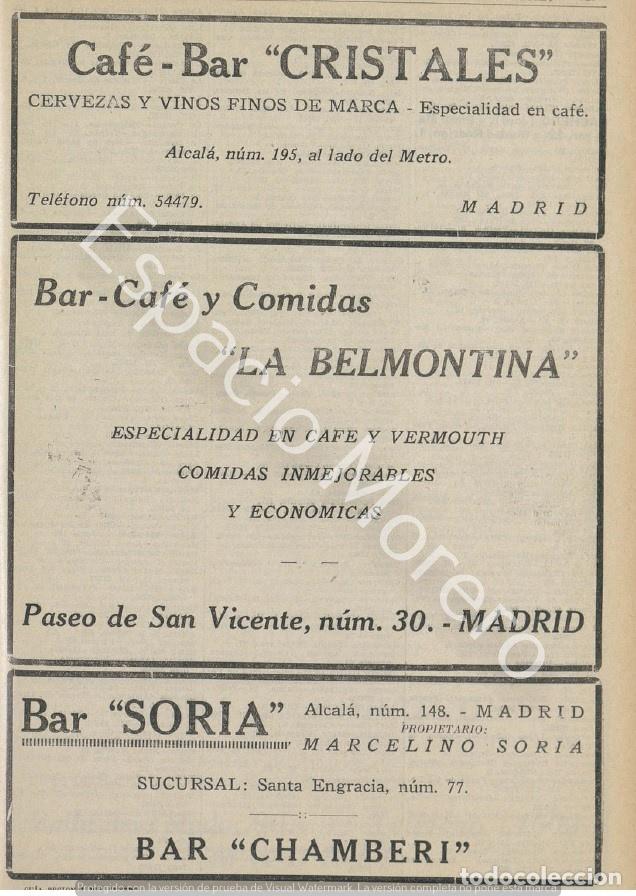 Café - Bar "CRISTALES"
CERVEZAS Y VINOS FINOS DE MARCA - Especialidad en café.
Alcalá, núm. 195, al lado del Metro.
Teléfono núm. 54479.
MADRID
Bar - Café y Comidas
"LA BELMONTINA"
ESPECIALIDAD EN CAFE Y VERMOUTH
COMIDAS INMEJORABLES
Y ECONOMICAS
Paseo de San Vicente, núm. 30. - MADRID
Bar "SORIA"
Alcalá, núm. 148. - MADRID
PROPIETARIO:
MARCELINO SORIA
SUCURSAL: Santa Engracia, núm. 77.
BAR "CHAMBERI"
Espacio Moreno
todocoleccion
Protegido con la versión de prueba de Visual Watermark. La versión completa no pone esta marca.